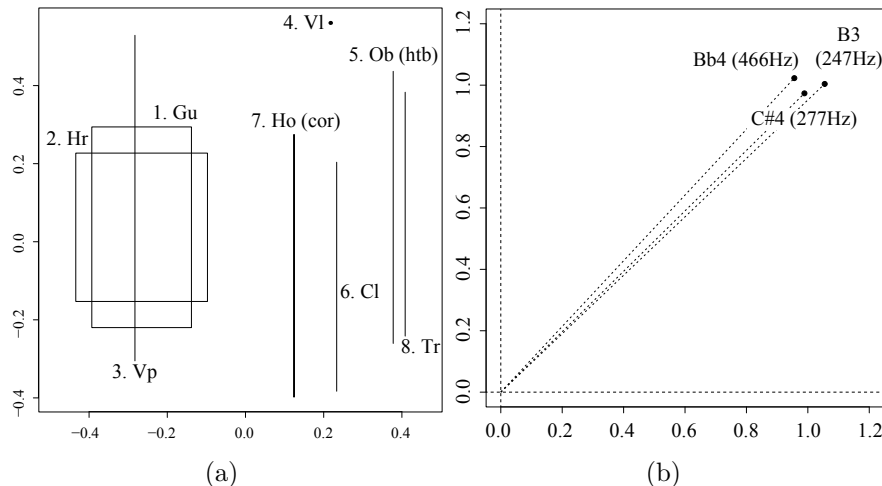 4. Vl
5. Ob (htb)
1. Gu
7. Ho (cor)
2. Hr
6. Cl
8. Tr
3. Vp
0.4
0.2
0.0
−0.2
−0.4
−0.4
−0.2
0.0
0.2
0.4
(a)
B3
Bb4 (466Hz)
(247Hz)
C#4 (277Hz)
1.2
1.0
0.8
0.6
0.4
0.2
0.0
0.0
0.2
0.4
0.6
0.8
1.0
1.2
(b)